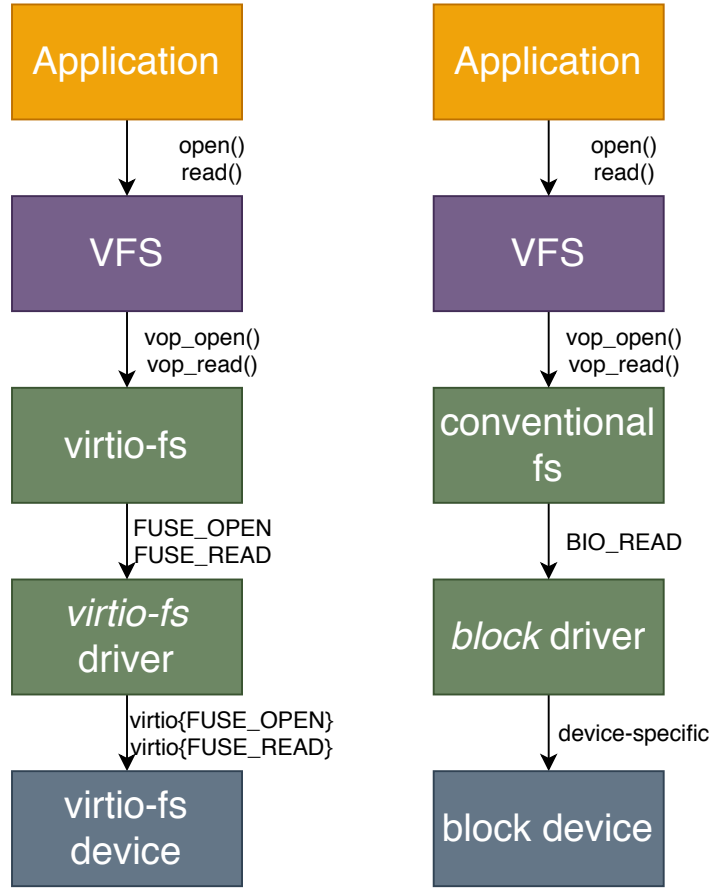 Application
open()
read()
VFS
vop_open()
vop_read()
virtio-fs
FUSE_OPEN
FUSE_READ
virtio-fs
driver
virtio{FUSE_OPEN}
virtio{FUSE_READ}
virtio-fs
device
Application
open()
read()
VFS
vop_open()
vop_read()
conventional
fs
BIO_READ
block driver
device-specific
block device